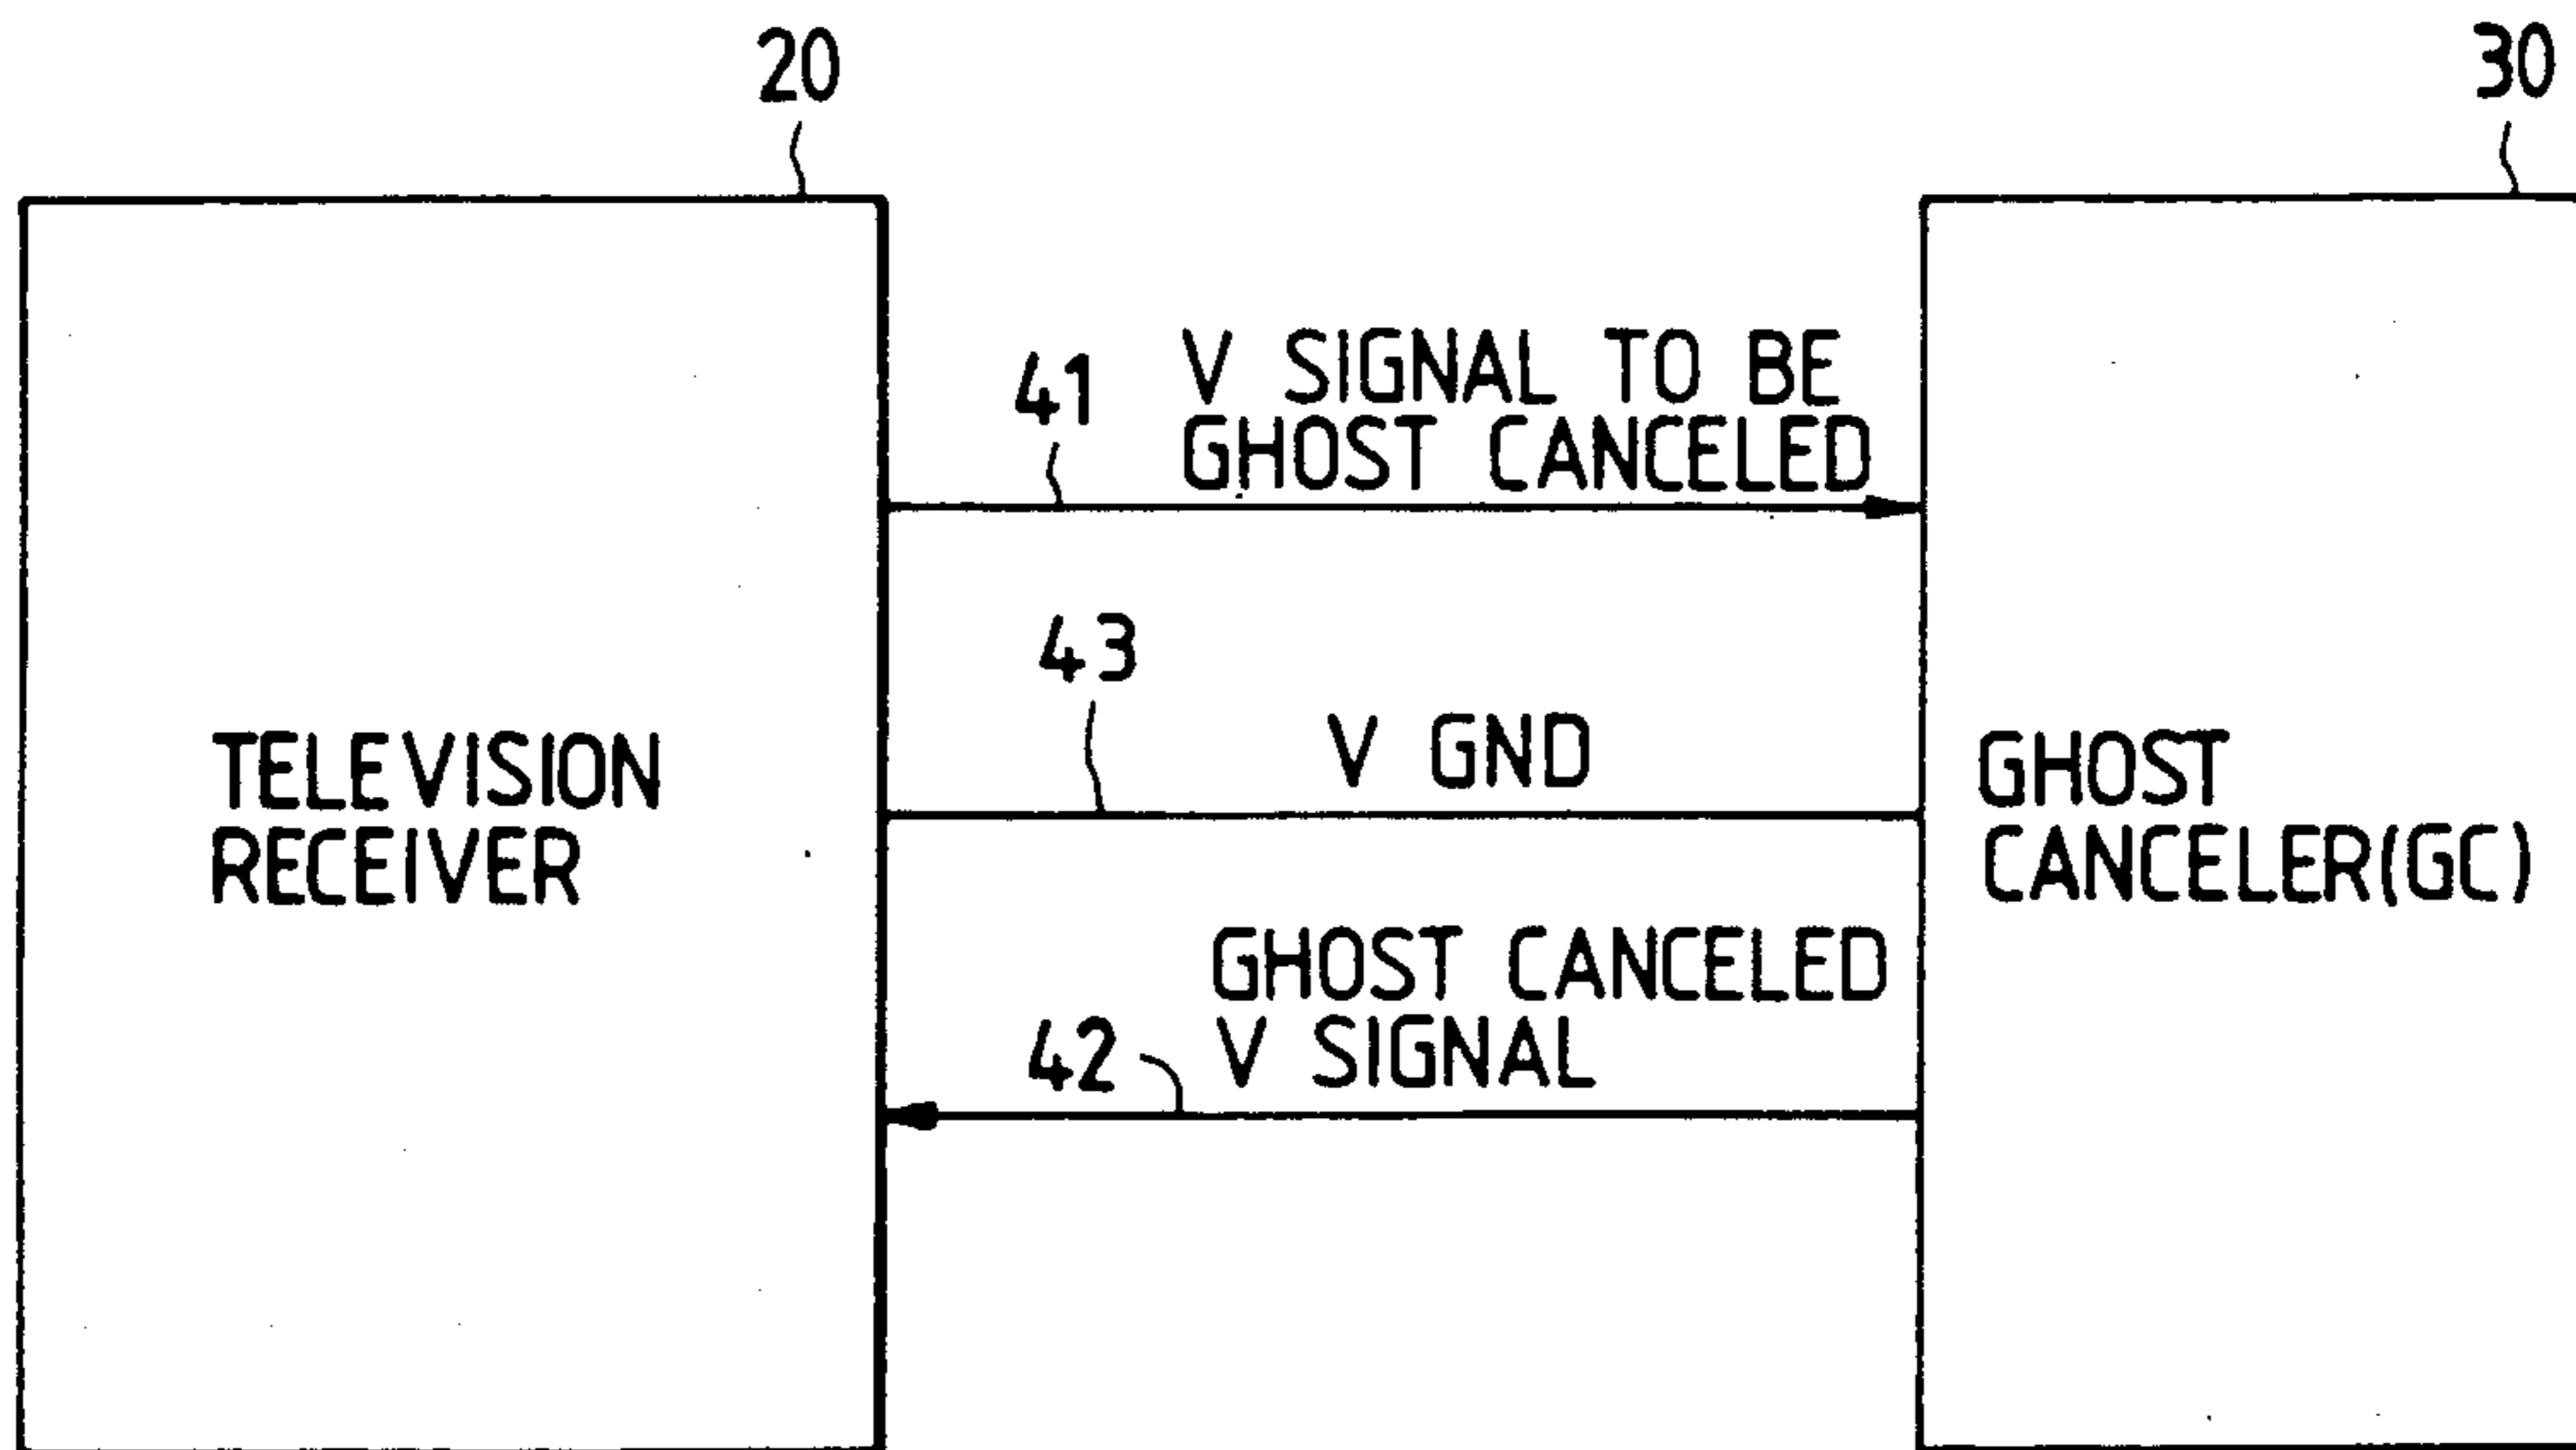 20
30
41
V SIGNAL TO BE
GHOST CANCELED
43
V GND
TELEVISION
RECEIVER
GHOST
CANCELER(GC)
GHOST CANCELED
42
V SIGNAL